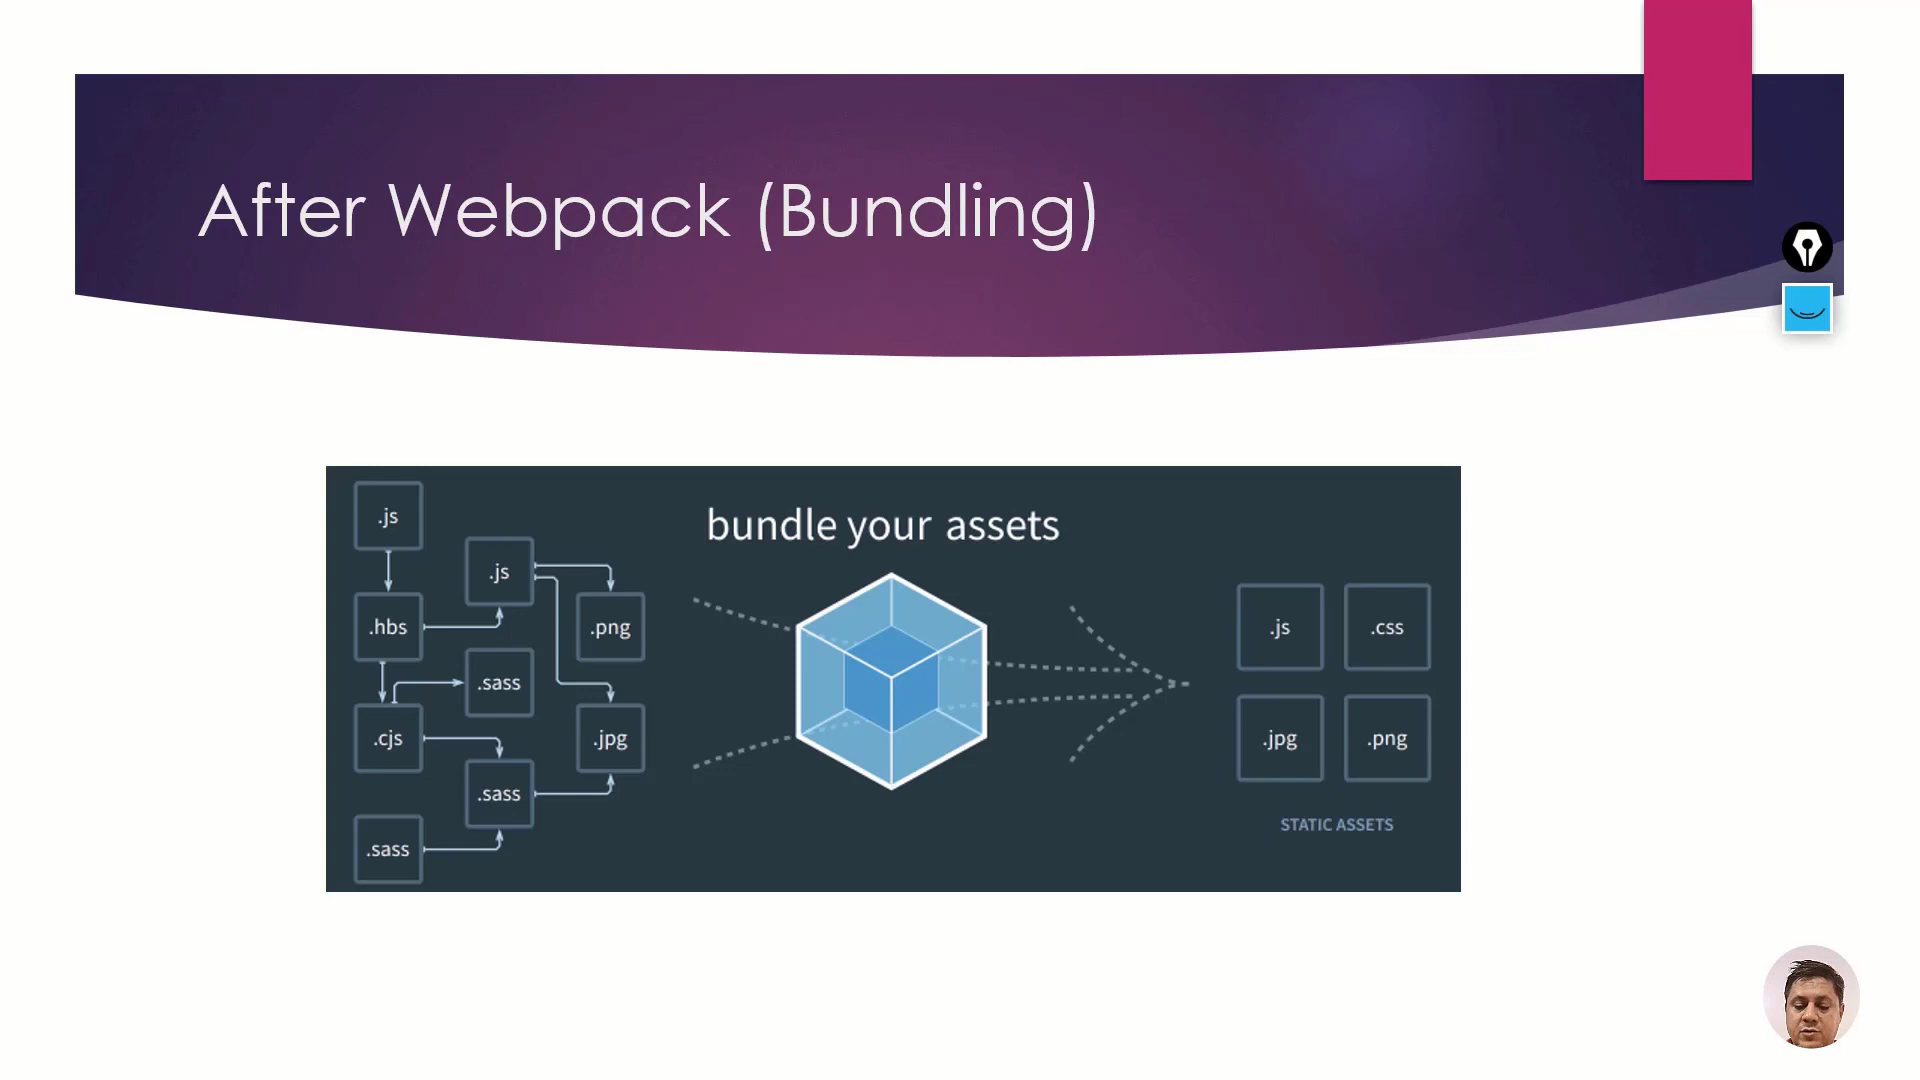 After Webpack (Bundling)
bundle your assets
.js
.js
.hbs
.png
.sass
.cjs
.jpg
.sass
.sass
.js
.css
.jpg
.png
STATIC ASSETS